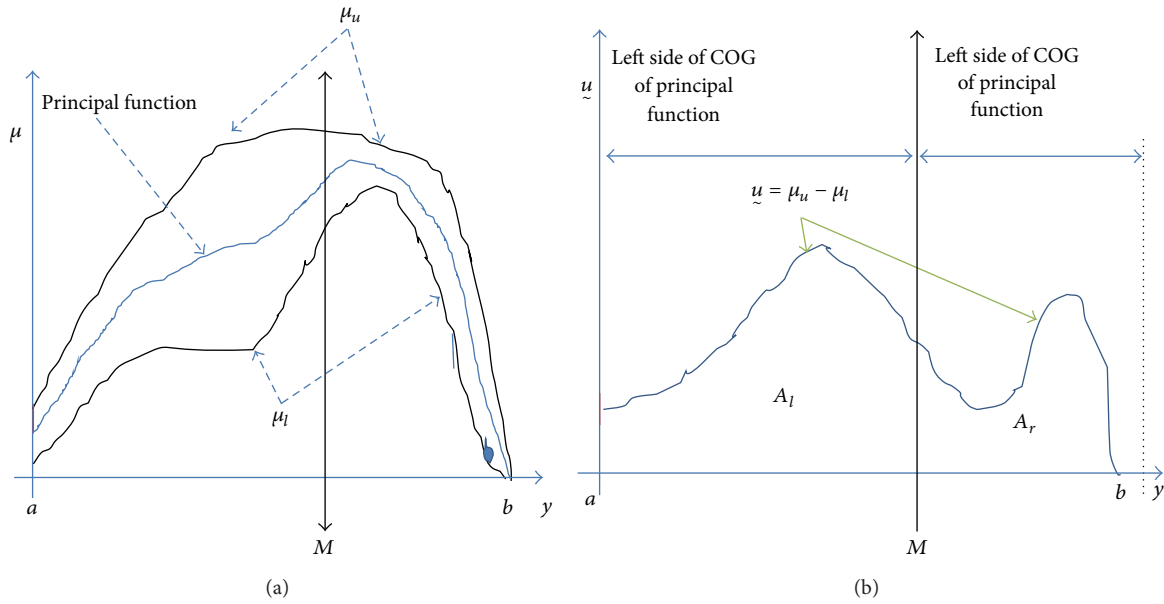 μu
Principal function
μ
μl
a
b
y
M
(a)
Left side of COG
of principal
function
Left side of COG
of principal
function
u
~
u = μu − μl
~
Al
Ar
a
b
y
M
(b)